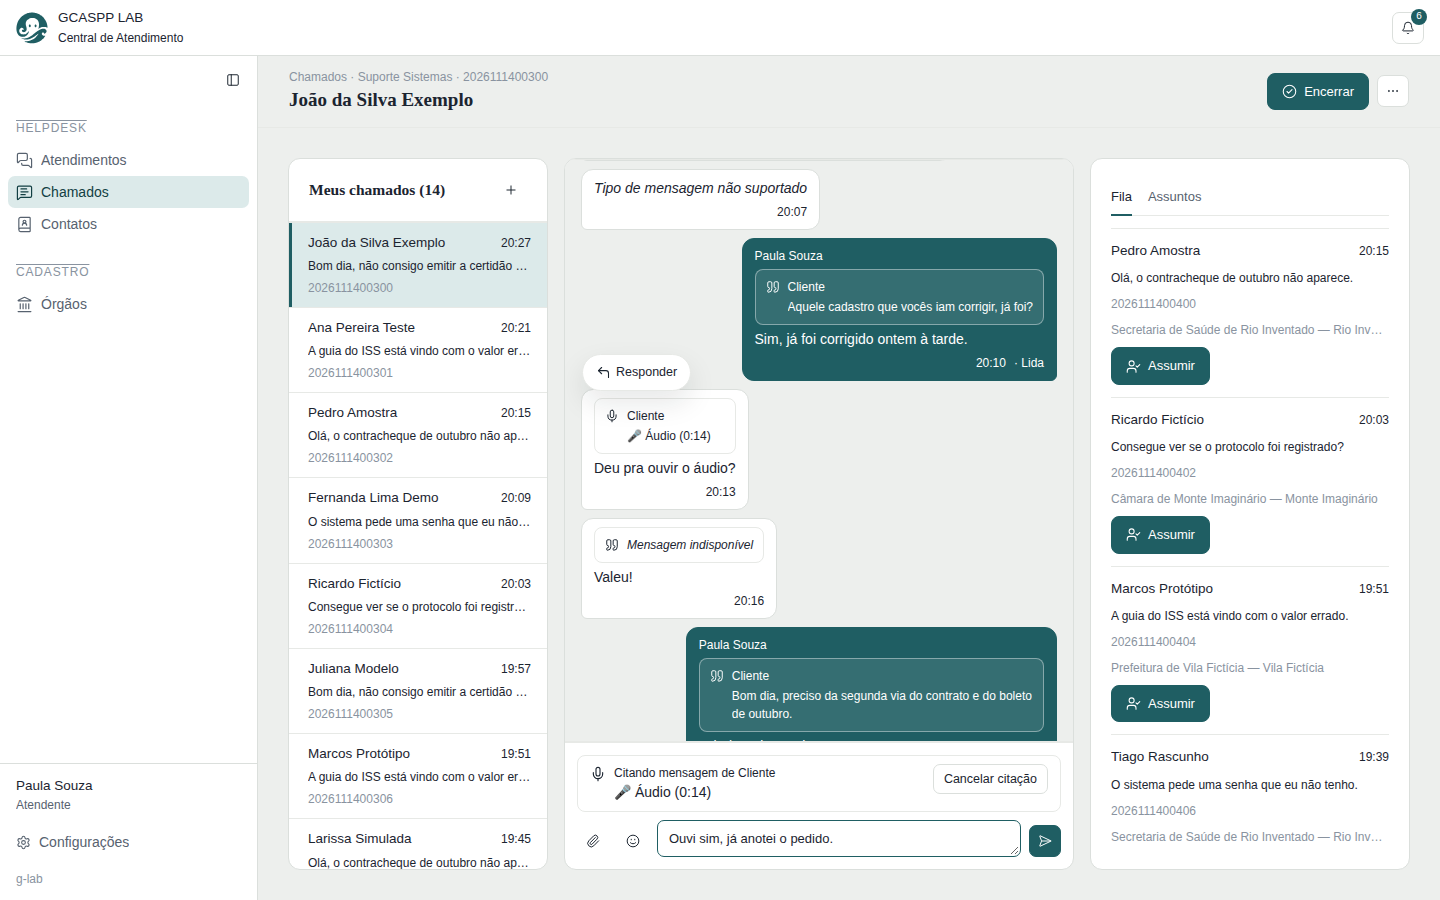 GCASPP LAB
Central de Atendimento
6
HELPDESK
Atendimentos
Chamados
Contatos
CADASTRO
Órgãos
Paula Souza
Atendente
Configurações
g-lab
Chamados · Suporte Sistemas · 2026111400300
João da Silva Exemplo
Encerrar
Meus chamados (14)
João da Silva Exemplo 20:27
Bom dia, não consigo emitir a certidão …
2026111400300
Ana Pereira Teste 20:21
A guia do ISS está vindo com o valor er…
2026111400301
Pedro Amostra 20:15
Olá, o contracheque de outubro não ap…
2026111400302
Fernanda Lima Demo 20:09
O sistema pede uma senha que eu não…
2026111400303
Ricardo Fictício 20:03
Consegue ver se o protocolo foi registr…
2026111400304
Juliana Modelo 19:57
Bom dia, não consigo emitir a certidão …
2026111400305
Marcos Protótipo 19:51
A guia do ISS está vindo com o valor er…
2026111400306
Larissa Simulada 19:45
Olá, o contracheque de outubro não ap…
Tipo de mensagem não suportado
20:07
Paula Souza
Cliente
Aquele cadastro que vocês iam corrigir, já foi?
Sim, já foi corrigido ontem à tarde.
20:10 · Lida
Responder
Cliente
🎤 Áudio (0:14)
Deu pra ouvir o áudio?
20:13
Mensagem indisponível
Valeu!
20:16
Paula Souza
Cliente
Bom dia, preciso da segunda via do contrato e do boleto
de outubro.
Citando mensagem de Cliente
🎤 Áudio (0:14)
Cancelar citação
Ouvi sim, já anotei o pedido.
Fila Assuntos
Pedro Amostra 20:15
Olá, o contracheque de outubro não aparece.
2026111400400
Secretaria de Saúde de Rio Inventado — Rio Inv…
Assumir
Ricardo Fictício 20:03
Consegue ver se o protocolo foi registrado?
2026111400402
Câmara de Monte Imaginário — Monte Imaginário
Assumir
Marcos Protótipo 19:51
A guia do ISS está vindo com o valor errado.
2026111400404
Prefeitura de Vila Fictícia — Vila Fictícia
Assumir
Tiago Rascunho 19:39
O sistema pede uma senha que eu não tenho.
2026111400406
Secretaria de Saúde de Rio Inventado — Rio Inv…